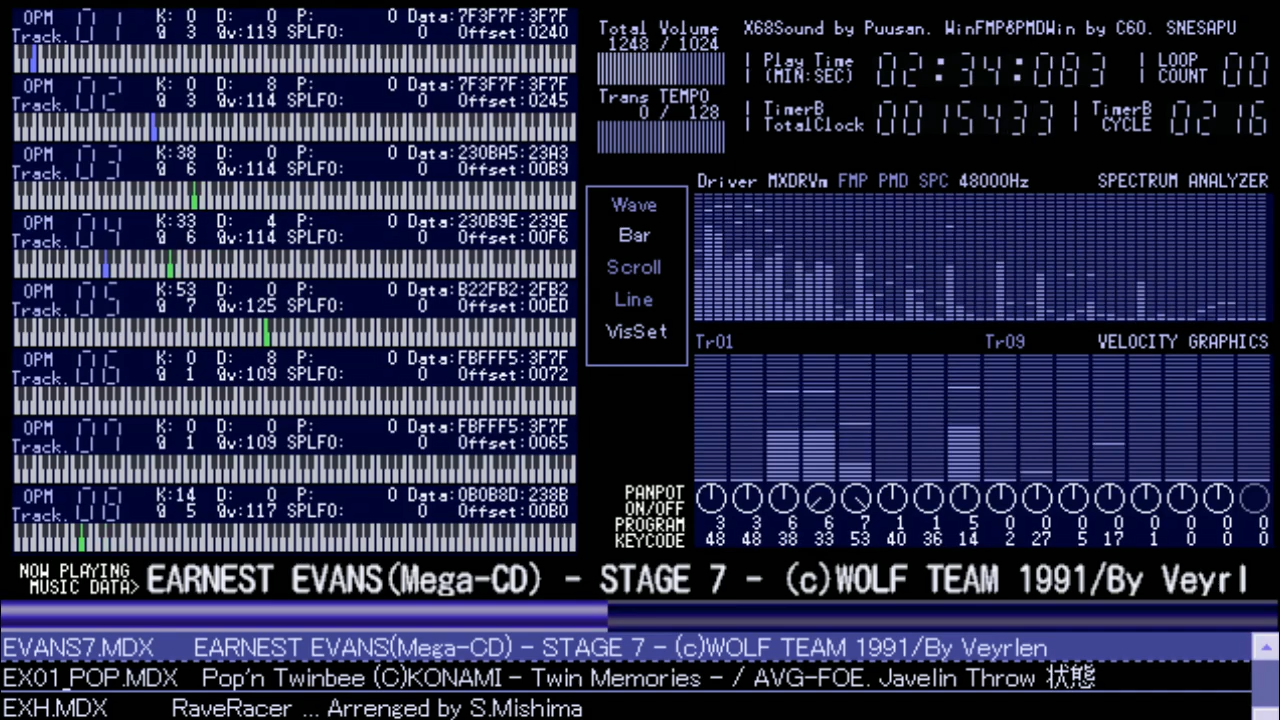 OPM K: 0 D: 0 P: 0 Data:7F3F7F:3F7F
Track. 01 @ 3 @v:119 SPLFO: 0 Offset:0240
OPM K: 0 D: 8 P: 0 Data:7F3F7F:3F7F
Track. 02 @ 3 @v:114 SPLFO: 0 Offset:0245
OPM K:38 D: 0 P: 0 Data:230BA5:23A3
Track. 03 @ 6 @v:114 SPLFO: 0 Offset:00B9
OPM K:33 D: 4 P: 0 Data:230B9E:239E
Track. 04 @ 6 @v:114 SPLFO: 0 Offset:00F6
OPM K:53 D: 0 P: 0 Data:B22FB2:2FB2
Track. 05 @ 7 @v:125 SPLFO: 0 Offset:00ED
OPM K: 0 D: 8 P: 0 Data:FBFFF5:3F7F
Track. 06 @ 1 @v:109 SPLFO: 0 Offset:0072
OPM K: 0 D: 0 P: 0 Data:FBFFF5:3F7F
Track. 07 @ 1 @v:109 SPLFO: 0 Offset:0065
OPM K:14 D: 0 P: 0 Data:0B0B8D:238B
Track. 08 @ 5 @v:117 SPLFO: 0 Offset:00B0
Total Volume
1248 / 1024
Trans TEMPO
0 / 128
X68Sound by Puusan. WinFMP&PMDWin by C60. SNESAPU
Play Time
(MIN:SEC) 02:34:083
LOOP
COUNT 00
TimerB
TotalClock 0015433
TimerB
CYCLE 0216
Wave
Bar
Scroll
Line
VisSet
Driver MXDRVm FMP PMD SPC 48000Hz SPECTRUM ANALYZER
Tr01 Tr09 VELOCITY GRAPHICS
PANPOT
ON/OFF
PROGRAM 3 3 6 6 7 1 1 5 0 0 0 0 0 0 0 0
KEYCODE 48 48 38 33 53 40 36 14 2 27 5 17 1 0 0 0
NOW PLAYING
MUSIC DATA> EARNEST EVANS(Mega-CD) - STAGE 7 - (c)WOLF TEAM 1991/By Veyrl
EVANS7.MDX EARNEST EVANS(Mega-CD) - STAGE 7 - (c)WOLF TEAM 1991/By Veyrlen
EX01_POP.MDX Pop'n Twinbee (C)KONAMI - Twin Memories - / AVG-FOE. Javelin Throw 状態
EXH.MDX RaveRacer ... Arranged by S.Mishima